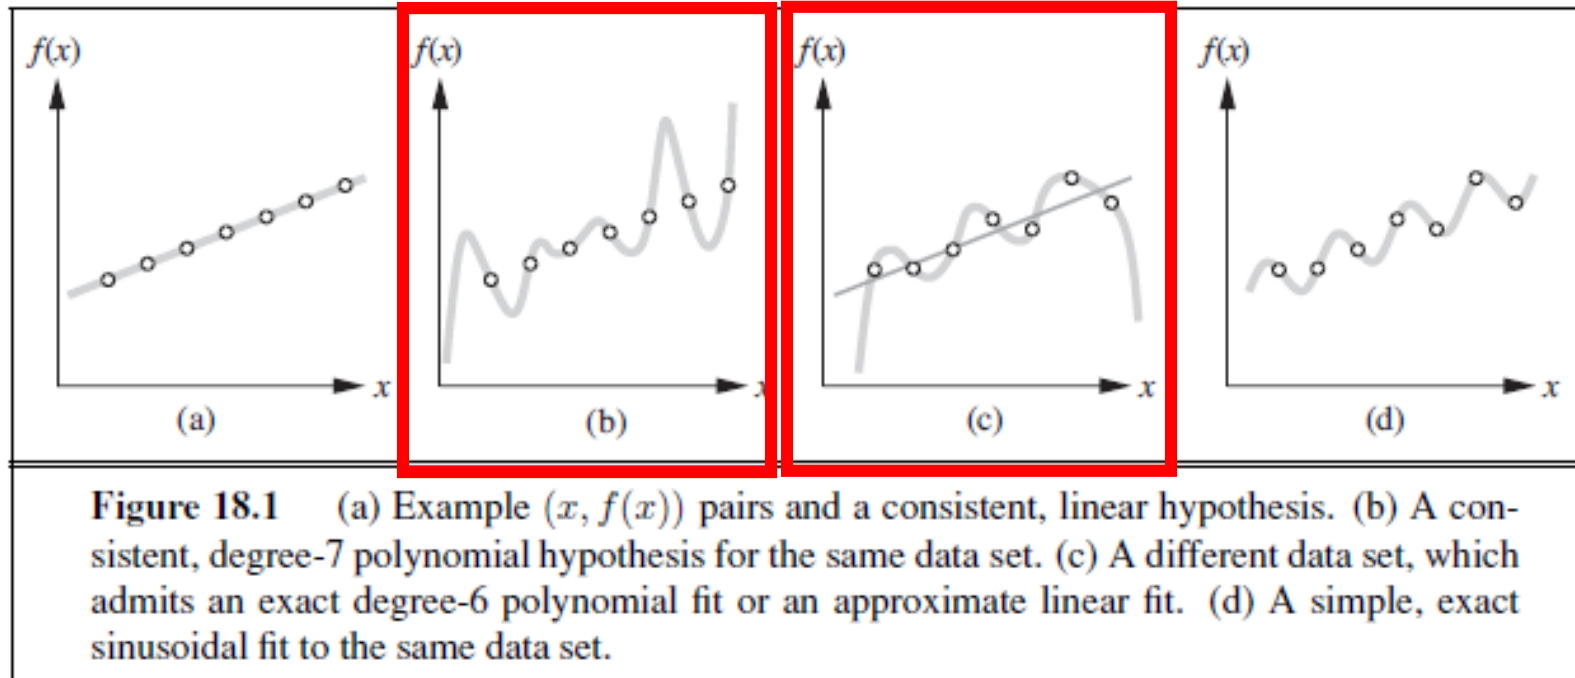 f(x) f(x) f(x) f(x)
x x x x
(a) (b) (c) (d)
Figure 18.1 (a) Example (x, f(x)) pairs and a consistent, linear hypothesis. (b) A con-
sistent, degree-7 polynomial hypothesis for the same data set. (c) A different data set, which
admits an exact degree-6 polynomial fit or an approximate linear fit. (d) A simple, exact
sinusoidal fit to the same data set.